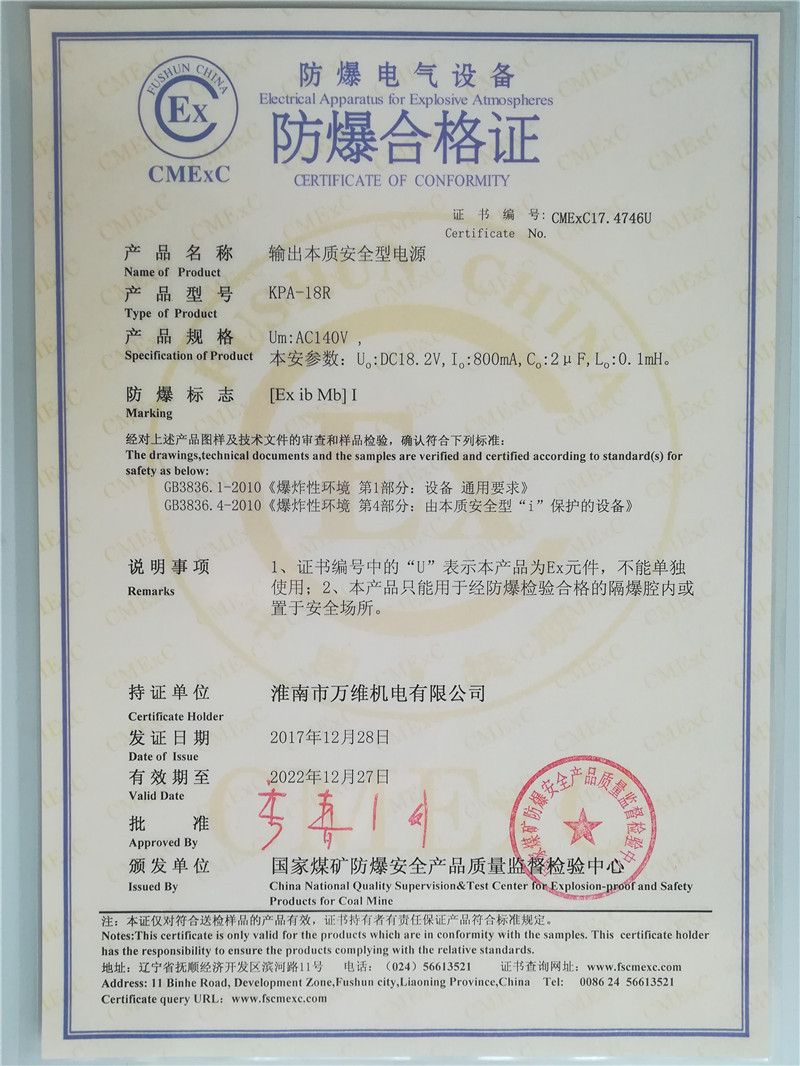 FUSHUN CHINA
Ex
CMExC
防爆电气设备
Electrical Apparatus for Explosive Atmospheres
防爆合格证
CERTIFICATE OF CONFORMITY
证书编号: CMExC17.4746U
Certificate No.
产品名称 输出本质安全型电源
Name of Product
产品型号 KPA-18R
Type of Product
产品规格 Um:AC140V ,
Specification of Product 本安参数：Uo:DC18.2V,Io:800mA,Co:2μF,Lo:0.1mH。
防爆标志 [Ex ib Mb] I
Marking
经对上述产品图样及技术文件的审查和样品检验，确认符合下列标准:
The drawings,technical documents and the samples are verified and certified according to standard(s) for
safety as below:
GB3836.1-2010《爆炸性环境 第1部分：设备 通用要求》
GB3836.4-2010《爆炸性环境 第4部分：由本质安全型“i”保护的设备》
说明事项 1、证书编号中的“U”表示本产品为Ex元件，不能单独
Remarks 使用；2、本产品只能用于经防爆检验合格的隔爆腔内或
置于安全场所。
持证单位 淮南市万维机电有限公司
Certificate Holder
发证日期 2017年12月28日
Date of Issue
有效期至 2022年12月27日
Valid Date
批准
Approved By
颁发单位 国家煤矿防爆安全产品质量监督检验中心
Issued By China National Quality Supervision&Test Center for Explosion-proof and Safety
Products for Coal Mine
国家煤矿防爆安全产品质量监督检验中心
注：本证仅对符合送检样品的产品有效，证书持有者有责任保证产品符合标准规定。
Notes:This certificate is only valid for the products which are in conformity with the samples. This certificate holder
has the responsibility to ensure the products complying with the relative standards.
地址：辽宁省抚顺经济开发区滨河路11号 电话：（024）56613521 证书查询网址：www.fscmexc.com
Address: 11 Binhe Road, Development Zone,Fushun city,Liaoning Province,China Tel: 0086 24 56613521
Certificate query URL: www.fscmexc.com